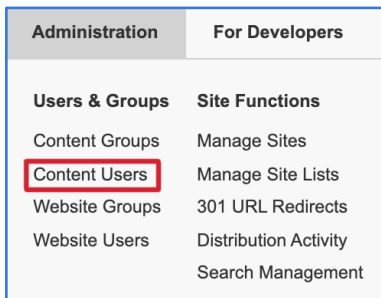 Administration For Developers
Users & Groups Site Functions
Content Groups Manage Sites
Content Users Manage Site Lists
Website Groups 301 URL Redirects
Website Users Distribution Activity
Search Management